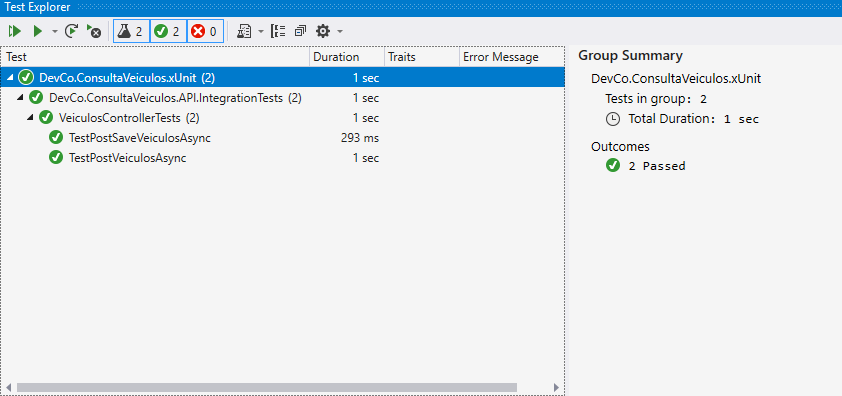 Test Explorer
2 2 0
Test Duration Traits Error Message
DevCo.ConsultaVeiculos.xUnit (2) 1 sec
DevCo.ConsultaVeiculos.API.IntegrationTests (2) 1 sec
VeiculosControllerTests (2) 1 sec
TestPostSaveVeiculosAsync 293 ms
TestPostVeiculosAsync 1 sec
Group Summary
DevCo.ConsultaVeiculos.xUnit
Tests in group: 2
Total Duration: 1 sec
Outcomes
2 Passed